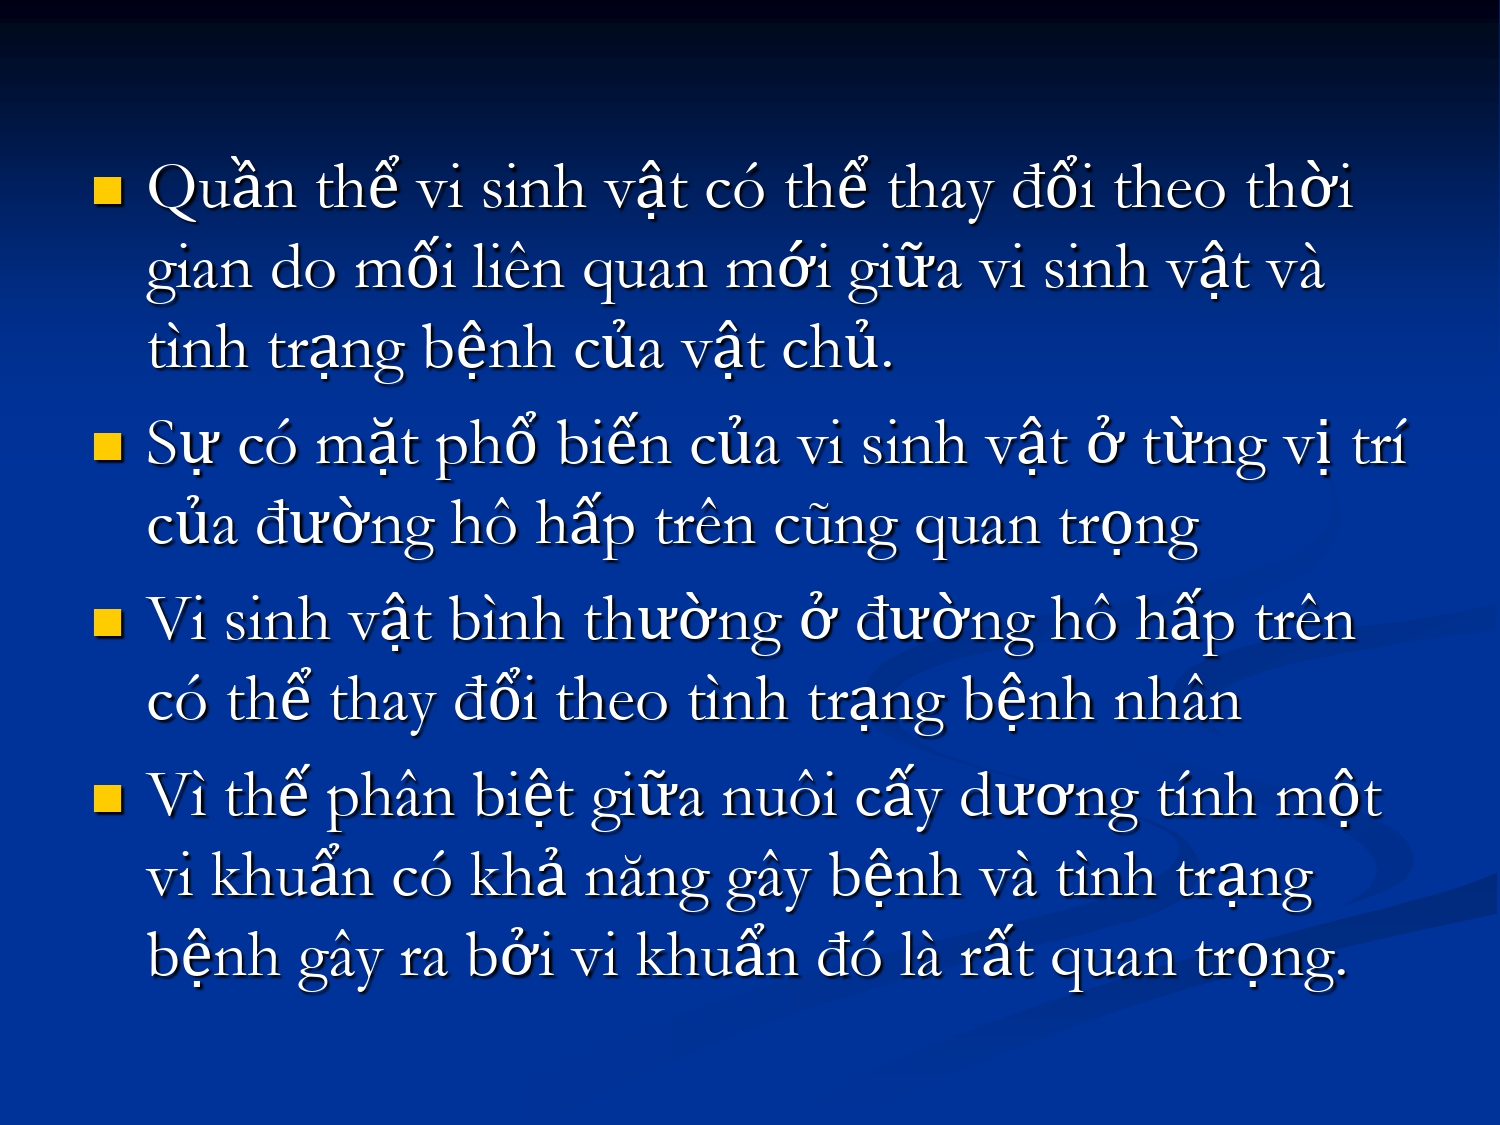 Quần thể vi sinh vật có thể thay đổi theo thời
gian do mối liên quan mới giữa vi sinh vật và
tình trạng bệnh của vật chủ.
Sự có mặt phổ biến của vi sinh vật ở từng vị trí
của đường hô hấp trên cũng quan trọng
Vi sinh vật bình thường ở đường hô hấp trên
có thể thay đổi theo tình trạng bệnh nhân
Vì thế phân biệt giữa nuôi cấy dương tính một
vi khuẩn có khả năng gây bệnh và tình trạng
bệnh gây ra bởi vi khuẩn đó là rất quan trọng.